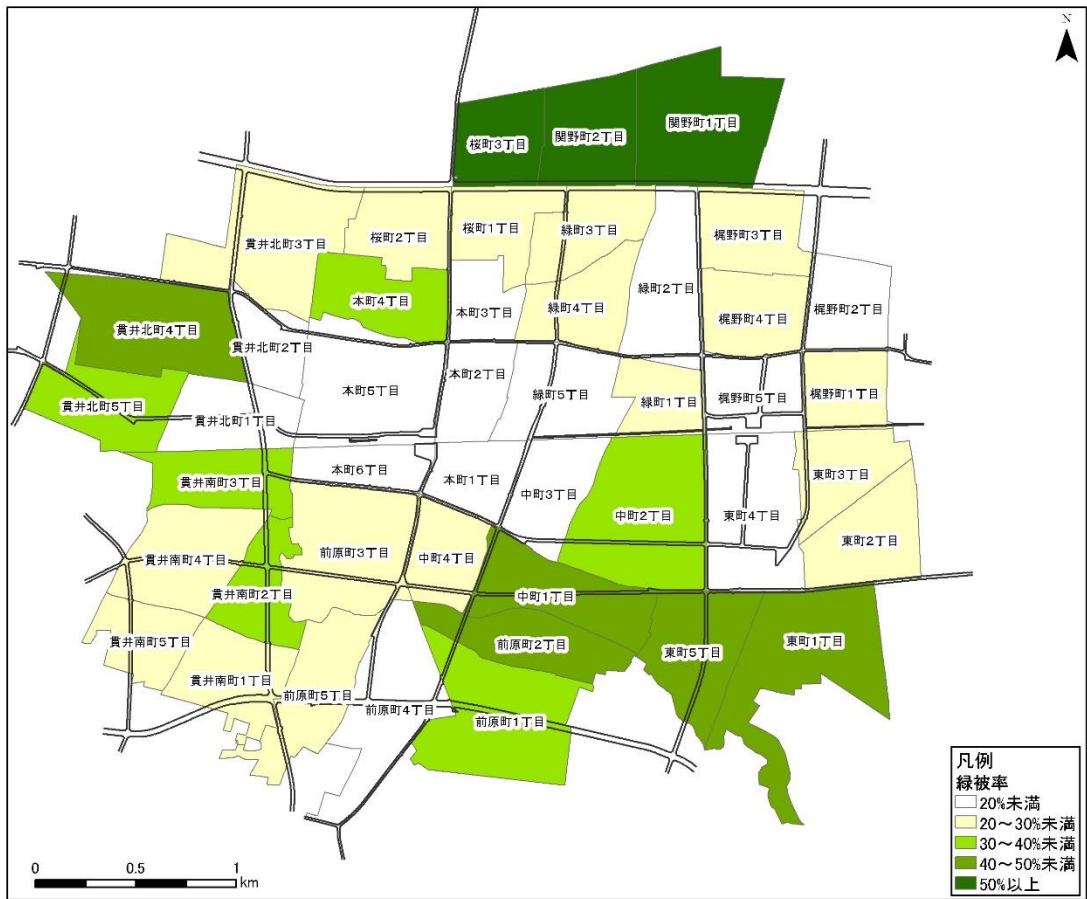 N
桜町3丁目
関野町2丁目
関野町1丁目
貫井北町3丁目
桜町2丁目
桜町1丁目
緑町3丁目
梶野町3丁目
貫井北町4丁目
本町4丁目
本町3丁目
緑町4丁目
緑町2丁目
梶野町4丁目
梶野町2丁目
貫井北町2丁目
本町5丁目
本町2丁目
緑町5丁目
緑町1丁目
梶野町5丁目
梶野町1丁目
貫井北町5丁目
貫井北町1丁目
貫井南町3丁目
本町6丁目
本町1丁目
中町3丁目
中町2丁目
東町4丁目
東町3丁目
東町2丁目
貫井南町4丁目
前原町3丁目
中町4丁目
貫井南町2丁目
中町1丁目
貫井南町5丁目
前原町2丁目
東町5丁目
東町1丁目
貫井南町1丁目
前原町5丁目
前原町4丁目
前原町1丁目
凡例
緑被率
20%未満
20～30%未満
30～40%未満
40～50%未満
50%以上
0 0.5 1
km